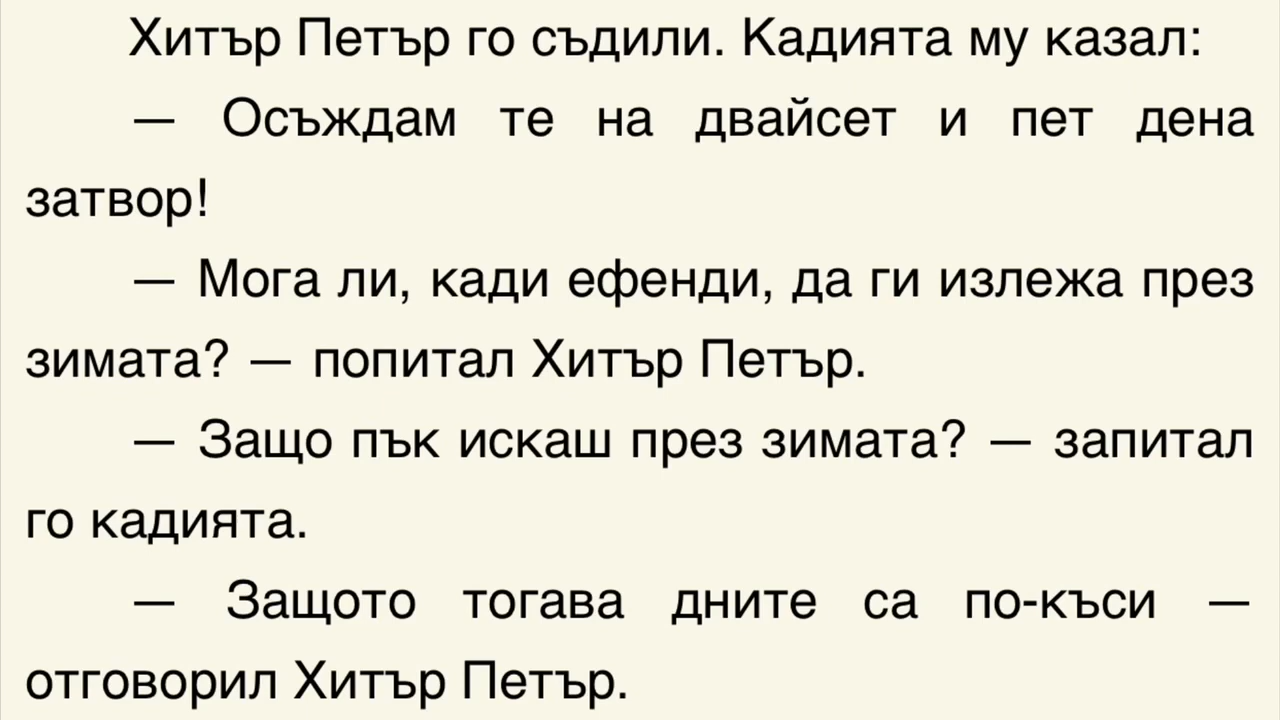 Хитър Петър го съдили. Кадията му казал:
— Осъждам те на двайсет и пет дена
затвор!
— Мога ли, кади ефенди, да ги излежа през
зимата? — попитал Хитър Петър.
— Защо пък искаш през зимата? — запитал
го кадията.
— Защото тогава дните са по-къси —
отговорил Хитър Петър.